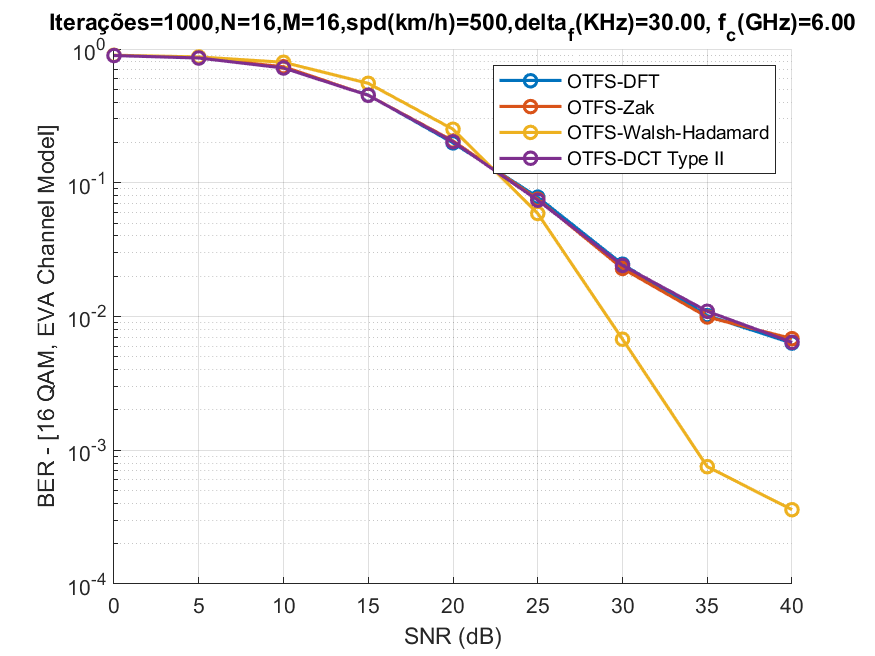 Iterações=1000,N=16,M=16,spd(km/h)=500,delta_f(KHz)=30.00, f_c(GHz)=6.00
10^0
OTFS-DFT
OTFS-Zak
OTFS-Walsh-Hadamard
OTFS-DCT Type II
10^-1
10^-2
10^-3
10^-4
BER - [16 QAM, EVA Channel Model]
0 5 10 15 20 25 30 35 40
SNR (dB)